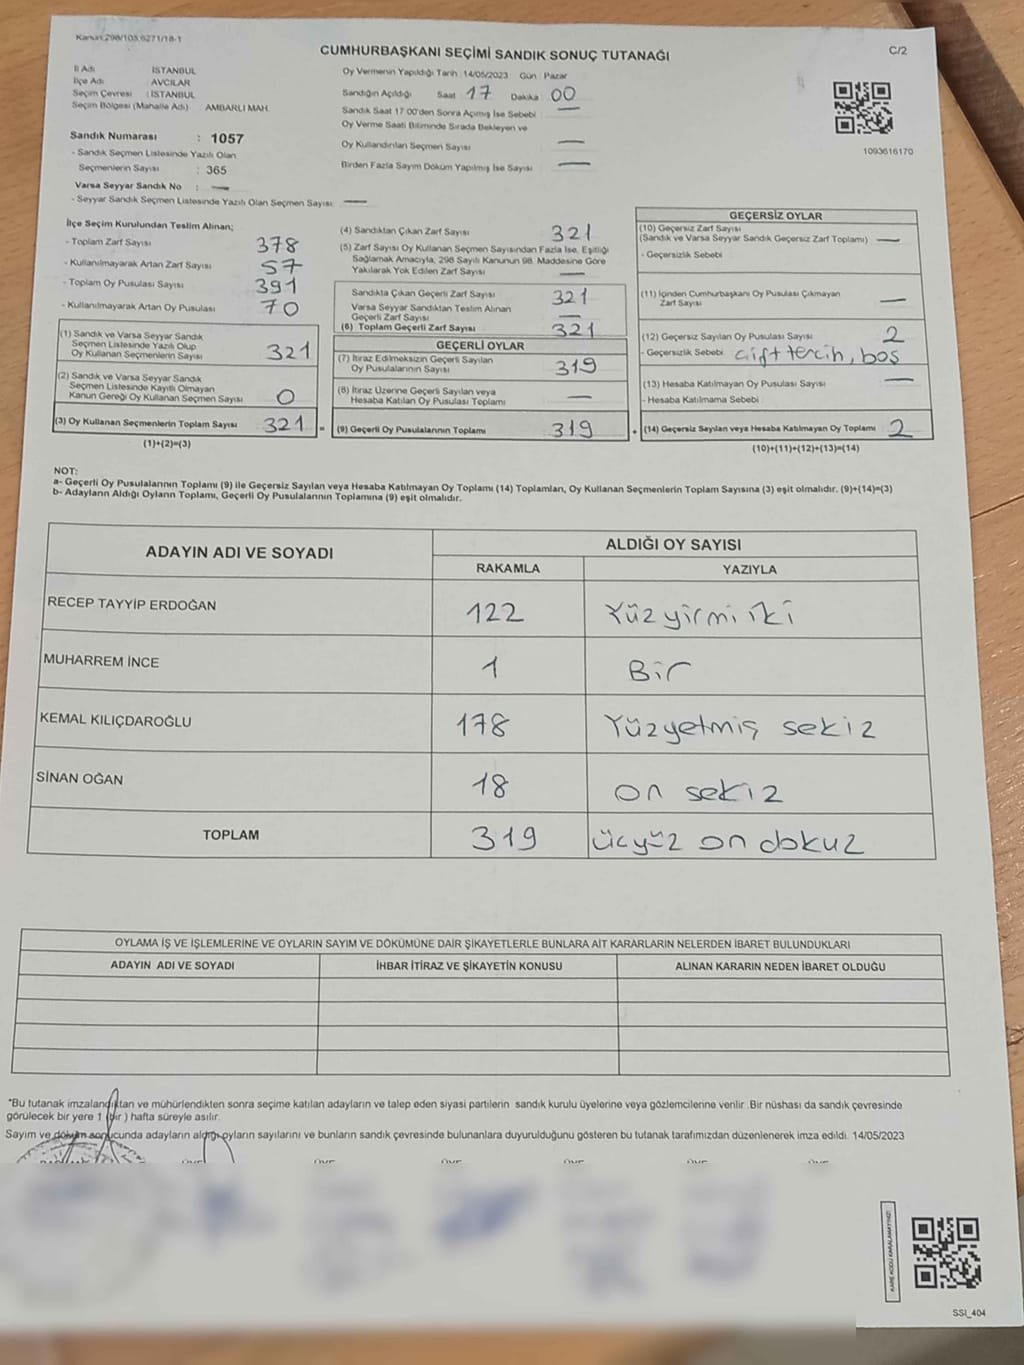 Kanun:298/105.6271/18-1
CUMHURBAŞKANI SEÇİMİ SANDIK SONUÇ TUTANAĞI
C/2
İl Adı İSTANBUL
İlçe Adı : AVCILAR
Seçim Çevresi : İSTANBUL
Seçim Bölgesi (Mahalle Adı) AMBARLI MAH.
Sandık Numarası : 1057
- Sandık Seçmen Listesinde Yazılı Olan
Seçmenlerin Sayısı : 365
Varsa Seyyar Sandık No : —
- Seyyar Sandık Seçmen Listesinde Yazılı Olan Seçmen Sayısı: —
Oy Vermenin Yapıldığı Tarih :14/05/2023 Gün : Pazar
Sandığın Açıldığı Saat 17 Dakika 00
Sandık Saat 17:00'den Sonra Açılmış İse Sebebi —
Oy Verme Saati Bitiminde Sırada Bekleyen ve
Oy Kullandırılan Seçmen Sayısı —
Birden Fazla Sayım Döküm Yapılmış İse Sayısı —
1093616170
İlçe Seçim Kurulundan Teslim Alınan;
- Toplam Zarf Sayısı 378
- Kullanılmayarak Artan Zarf Sayısı 57
- Toplam Oy Pusulası Sayısı 391
- Kullanılmayarak Artan Oy Pusulası 70
(1) Sandık ve Varsa Seyyar Sandık
Seçmen Listesinde Yazılı Olup
Oy Kullanan Seçmenlerin Sayısı 321
(2) Sandık ve Varsa Seyyar Sandık
Seçmen Listesinde Kayıtlı Olmayan
Kanun Gereği Oy Kullanan Seçmen Sayısı 0
(3) Oy Kullanan Seçmenlerin Toplam Sayısı 321 =
(1)+(2)=(3)
(4) Sandıktan Çıkan Zarf Sayısı 321
(5) Zarf Sayısı Oy Kullanan Seçmen Sayısından Fazla İse, Eşitliği
Sağlamak Amacıyla, 298 Sayılı Kanunun 98. Maddesine Göre
Yakılarak Yok Edilen Zarf Sayısı —
Sandıkta Çıkan Geçerli Zarf Sayısı 321
Varsa Seyyar Sandıktan Teslim Alınan
Geçerli Zarf Sayısı —
(6) Toplam Geçerli Zarf Sayısı 321
GEÇERLİ OYLAR
(7) İtiraz Edilmeksizin Geçerli Sayılan
Oy Pusulalarının Sayısı 319
(8) İtiraz Üzerine Geçerli Sayılan veya
Hesaba Katılan Oy Pusulası Toplamı —
(9) Geçerli Oy Pusulalarının Toplamı 319 +
GEÇERSİZ OYLAR
(10) Geçersiz Zarf Sayısı
(Sandık ve Varsa Seyyar Sandık Geçersiz Zarf Toplamı) —
- Geçersizlik Sebebi
(11) İçinden Cumhurbaşkanı Oy Pusulası Çıkmayan
Zarf Sayısı —
(12) Geçersiz Sayılan Oy Pusulası Sayısı 2
- Geçersizlik Sebebi çift tercih, boş
(13) Hesaba Katılmayan Oy Pusulası Sayısı —
- Hesaba Katılmama Sebebi
(14) Geçersiz Sayılan veya Hesaba Katılmayan Oy Toplamı 2
(10)+(11)+(12)+(13)=(14)
NOT:
a- Geçerli Oy Pusulalarının Toplamı (9) ile Geçersiz Sayılan veya Hesaba Katılmayan Oy Toplamı (14) Toplamları, Oy Kullanan Seçmenlerin Toplam Sayısına (3) eşit olmalıdır. (9)+(14)=(3)
b- Adayların Aldığı Oyların Toplamı, Geçerli Oy Pusulalarının Toplamına (9) eşit olmalıdır.
ADAYIN ADI VE SOYADI
ALDIĞI OY SAYISI
RAKAMLA YAZIYLA
RECEP TAYYİP ERDOĞAN 122 Yüz yirmi iki
MUHARREM İNCE 1 Bir
KEMAL KILIÇDAROĞLU 178 Yüzyetmiş sekiz
SİNAN OĞAN 18 on sekiz
TOPLAM 319 üçyüz on dokuz
OYLAMA İŞ VE İŞLEMLERİNE VE OYLARIN SAYIM VE DÖKÜMÜNE DAİR ŞİKAYETLERLE BUNLARA AİT KARARLARIN NELERDEN İBARET BULUNDUKLARI
ADAYIN ADI VE SOYADI İHBAR İTİRAZ VE ŞİKAYETİN KONUSU ALINAN KARARIN NEDEN İBARET OLDUĞU
*Bu tutanak imzalandıktan ve mühürlendikten sonra seçime katılan adayların ve talep eden siyasi partilerin sandık kurulu üyelerine veya gözlemcilerine verilir. Bir nüshası da sandık çevresinde
görülecek bir yere 1 (bir ) hafta süreyle asılır.
Sayım ve döküm sonucunda adayların aldığı oyların sayılarını ve bunların sandık çevresinde bulunanlara duyurulduğunu gösteren bu tutanak tarafımızdan düzenlenerek imza edildi. 14/05/2023
KARE KODU KARALAMAYINIZ!
SSI_404